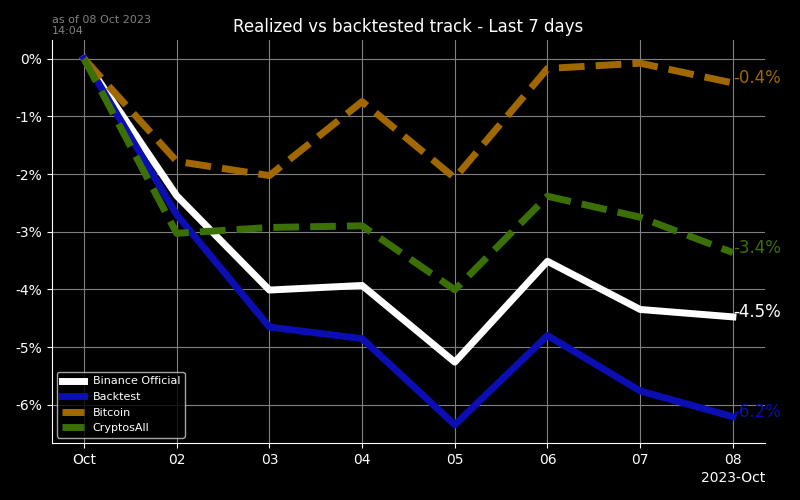 as of 08 Oct 2023
14:04
Realized vs backtested track - Last 7 days
0%
-1%
-2%
-3%
-4%
-5%
-6%
-0.4%
-3.4%
-4.5%
-6.2%
Binance Official
Backtest
Bitcoin
CryptosAll
Oct 02 03 04 05 06 07 08
2023-Oct